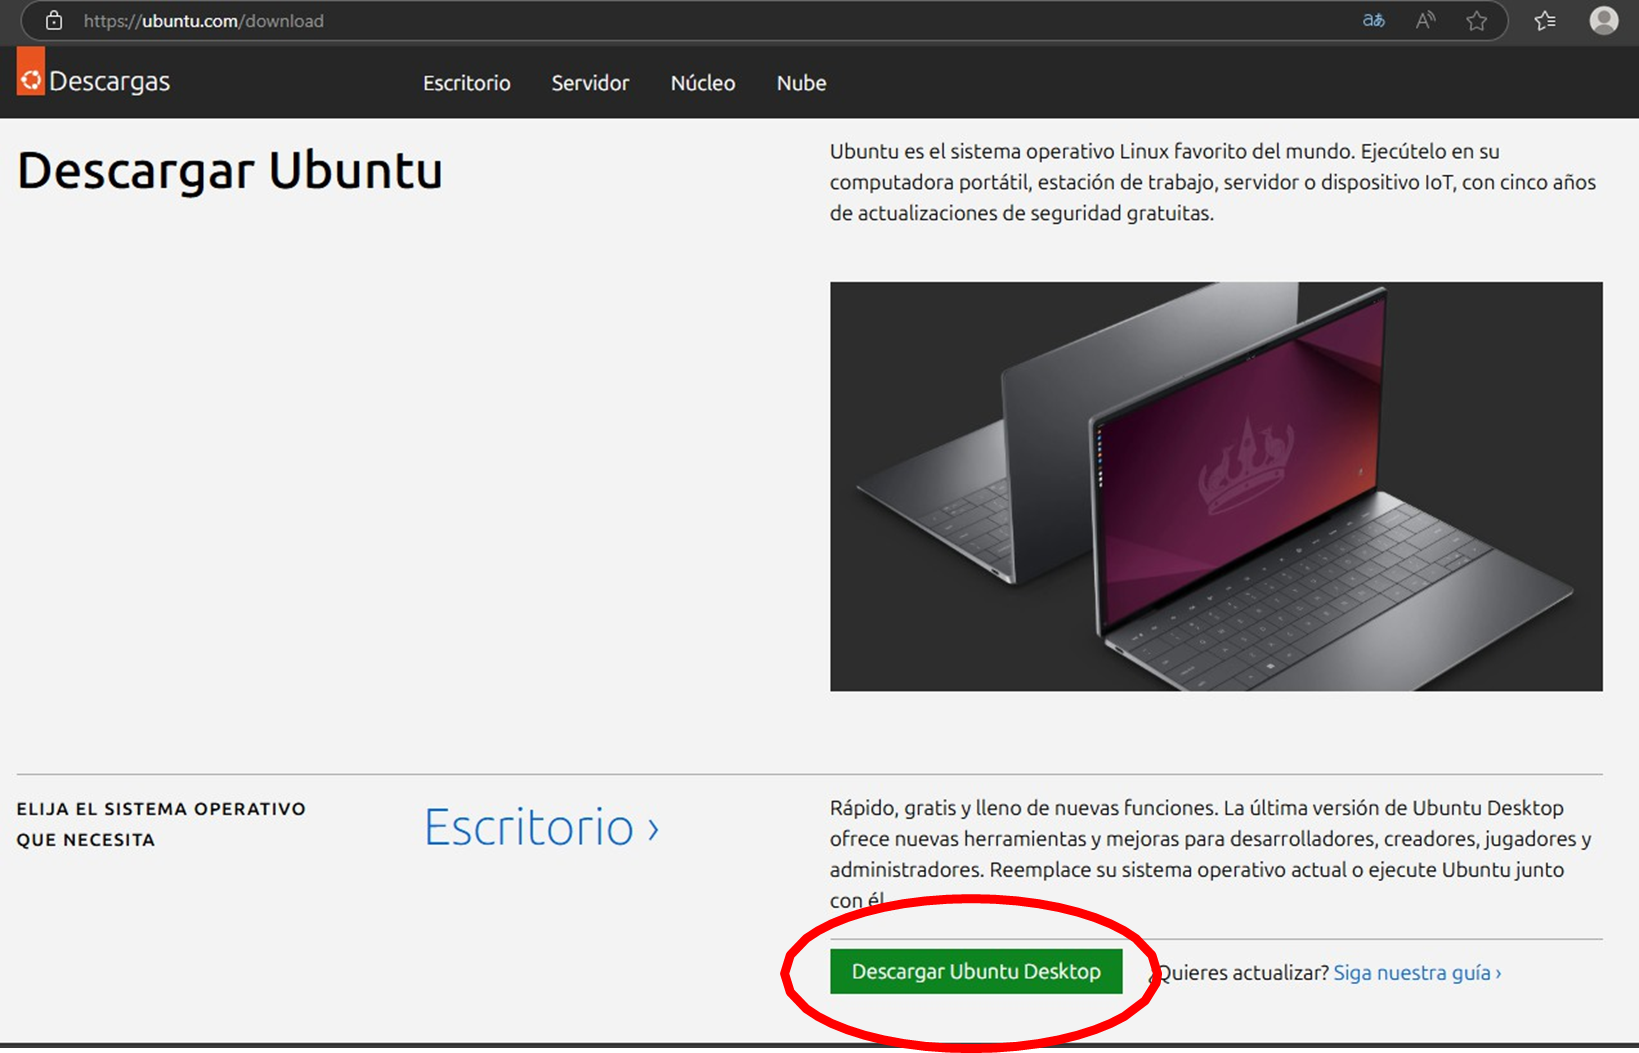 https://ubuntu.com/download
aあ
A
Descargas
Escritorio
Servidor
Núcleo
Nube
Descargar Ubuntu
Ubuntu es el sistema operativo Linux favorito del mundo. Ejecútelo en su
computadora portátil, estación de trabajo, servidor o dispositivo IoT, con cinco años
de actualizaciones de seguridad gratuitas.
ELIJA EL SISTEMA OPERATIVO
QUE NECESITA
Escritorio ›
Rápido, gratis y lleno de nuevas funciones. La última versión de Ubuntu Desktop
ofrece nuevas herramientas y mejoras para desarrolladores, creadores, jugadores y
administradores. Reemplace su sistema operativo actual o ejecute Ubuntu junto
con él.
Descargar Ubuntu Desktop
¿Quieres actualizar? Siga nuestra guía ›